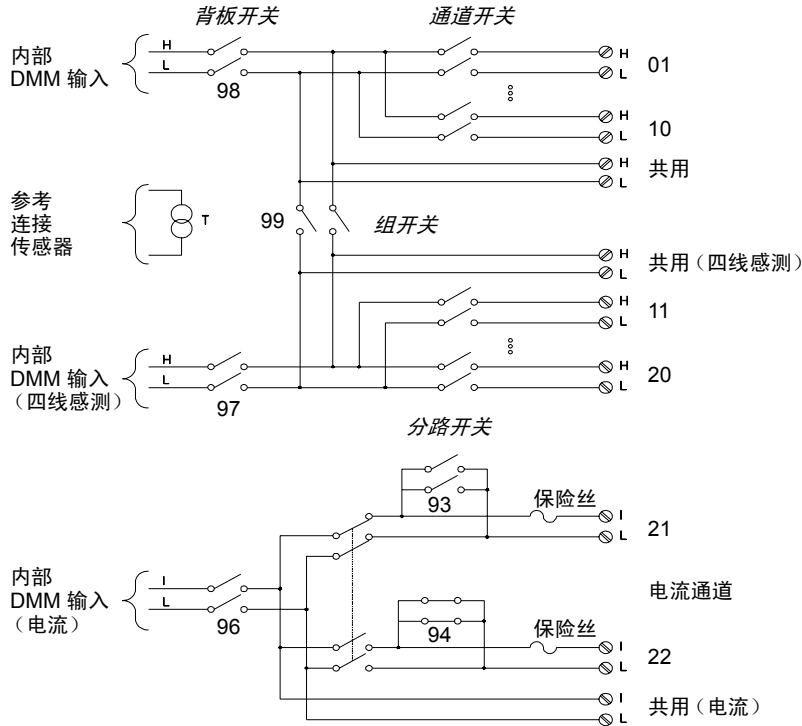 背板开关
通道开关
内部
DMM 输入
H
L
98
H
L
01
H
L
10
H
L
共用
参考
连接
传感器
T
99
组开关
H
L
共用（四线感测）
H
L
11
内部
DMM 输入
（四线感测）
H
L
97
H
L
20
分路开关
93
保险丝
I
L
21
内部
DMM 输入
（电流）
I
L
96
电流通道
94
保险丝
I
L
22
I
L
共用（电流）